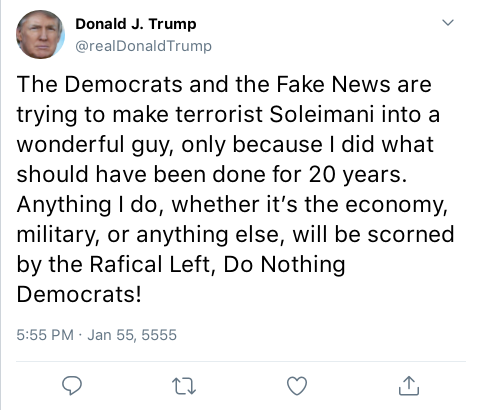 Donald J. Trump
@realDonaldTrump
The Democrats and the Fake News are
trying to make terrorist Soleimani into a
wonderful guy, only because I did what
should have been done for 20 years.
Anything I do, whether it’s the economy,
military, or anything else, will be scorned
by the Rafical Left, Do Nothing
Democrats!
5:55 PM · Jan 55, 5555